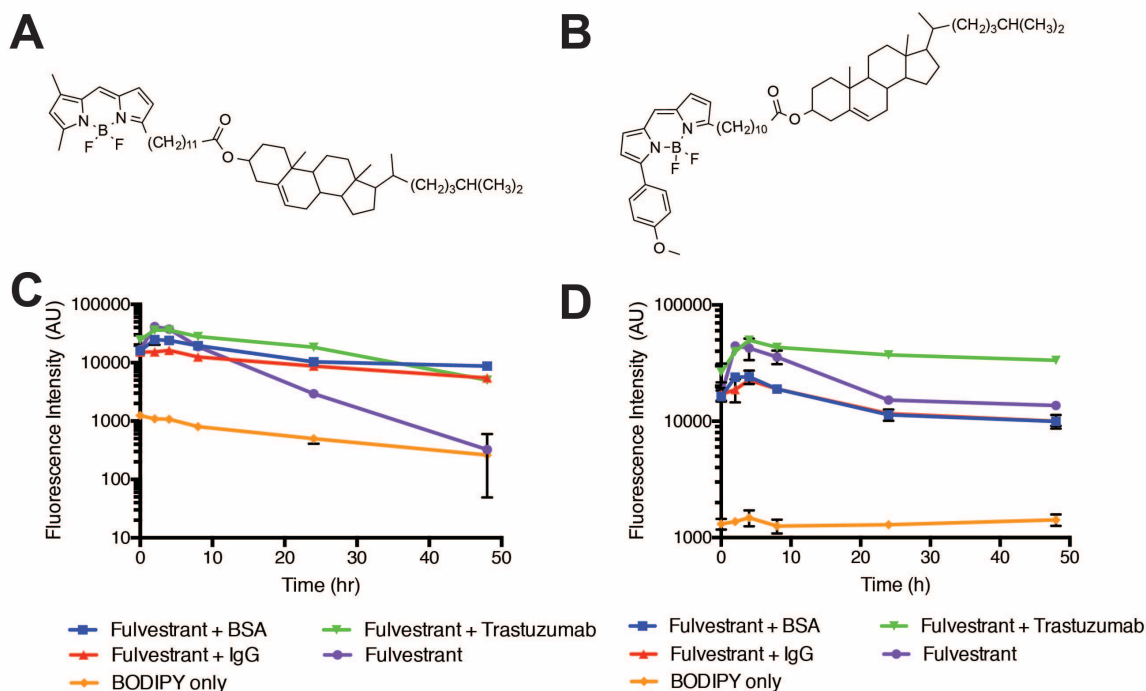 A
B
(CH2)3CH(CH3)2
N
N
B
F
F
(CH2)11
O
O
(CH2)3CH(CH3)2
N
N
B
F
F
(CH2)10
O
O
O
C
D
Fluorescence Intensity (AU)
100000
10000
1000
100
10
0
10
20
30
40
50
Time (hr)
Fluorescence Intensity (AU)
100000
10000
1000
0
10
20
30
40
50
Time (h)
Fulvestrant + BSA
Fulvestrant + Trastuzumab
Fulvestrant + IgG
Fulvestrant
BODIPY only
Fulvestrant + BSA
Fulvestrant + Trastuzumab
Fulvestrant + IgG
Fulvestrant
BODIPY only